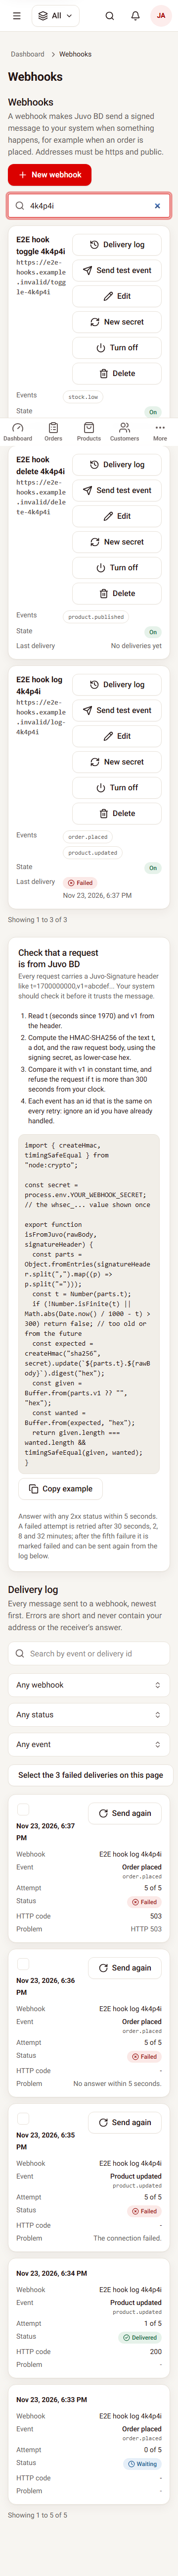 All
JA
Dashboard > Webhooks
Webhooks
Webhooks
A webhook makes Juvo BD send a signed
message to your system when something
happens, for example when an order is
placed. Addresses must be https and public.
New webhook
4k4p4i
E2E hook
toggle 4k4p4i
https://e2e-
hooks.example
.invalid/togg
le-4k4p4i
Delivery log
Send test event
Edit
New secret
Turn off
Delete
Events
stock.low
State
On
Dashboard
Orders
Products
Customers
More
E2E hook
delete 4k4p4i
https://e2e-
hooks.example
.invalid/dele
te-4k4p4i
Delivery log
Send test event
Edit
New secret
Turn off
Delete
Events
product.published
State
On
Last delivery
No deliveries yet
E2E hook log
4k4p4i
https://e2e-
hooks.example
.invalid/log-
4k4p4i
Delivery log
Send test event
Edit
New secret
Turn off
Delete
Events
order.placed
product.updated
State
On
Last delivery
Failed
Nov 23, 2026, 6:37 PM
Showing 1 to 3 of 3
Check that a request
is from Juvo BD
Every request carries a Juvo-Signature header
like t=1700000000,v1=abcdef... Your system
should check it before it trusts the message.
1. Read t (seconds since 1970) and v1 from
the header.
2. Compute the HMAC-SHA256 of the text t,
a dot, and the raw request body, using the
signing secret, as lower-case hex.
3. Compare it with v1 in constant time, and
refuse the request if t is more than 300
seconds from your clock.
4. Each event has an id that is the same on
every retry: ignore an id you have already
handled.
import { createHmac,
timingSafeEqual } from
"node:crypto";
const secret =
process.env.YOUR_WEBHOOK_SECRET;
// the whsec_... value shown once
export function
isFromJuvo(rawBody,
signatureHeader) {
const parts =
Object.fromEntries(signatureHeade
r.split(",").map((p) =>
p.split("=")));
const t = Number(parts.t);
if (!Number.isFinite(t) ||
Math.abs(Date.now() / 1000 - t) >
300) return false; // too old or
from the future
const expected =
createHmac("sha256",
secret).update(`${parts.t}.${rawB
ody}`).digest("hex");
const given =
Buffer.from(parts.v1 ?? "",
"hex");
const wanted =
Buffer.from(expected, "hex");
return given.length ===
wanted.length &&
timingSafeEqual(given, wanted);
}
Copy example
Answer with any 2xx status within 5 seconds.
A failed attempt is retried after 30 seconds, 2,
8 and 32 minutes; after the fifth failure it is
marked failed and can be sent again from the
log below.
Delivery log
Every message sent to a webhook, newest
first. Errors are short and never contain your
address or the receiver's answer.
Search by event or delivery id
Any webhook
Any status
Any event
Select the 3 failed deliveries on this page
Send again
Nov 23, 2026, 6:37
PM
Webhook
E2E hook log 4k4p4i
Event
Order placed
order.placed
Attempt
5 of 5
Status
Failed
HTTP code
503
Problem
HTTP 503
Send again
Nov 23, 2026, 6:36
PM
Webhook
E2E hook log 4k4p4i
Event
Order placed
order.placed
Attempt
5 of 5
Status
Failed
HTTP code
-
Problem
No answer within 5 seconds.
Send again
Nov 23, 2026, 6:35
PM
Webhook
E2E hook log 4k4p4i
Event
Product updated
product.updated
Attempt
5 of 5
Status
Failed
HTTP code
-
Problem
The connection failed.
Nov 23, 2026, 6:34 PM
Webhook
E2E hook log 4k4p4i
Event
Product updated
product.updated
Attempt
1 of 5
Status
Delivered
HTTP code
200
Problem
-
Nov 23, 2026, 6:33 PM
Webhook
E2E hook log 4k4p4i
Event
Order placed
order.placed
Attempt
0 of 5
Status
Waiting
HTTP code
-
Problem
-
Showing 1 to 5 of 5